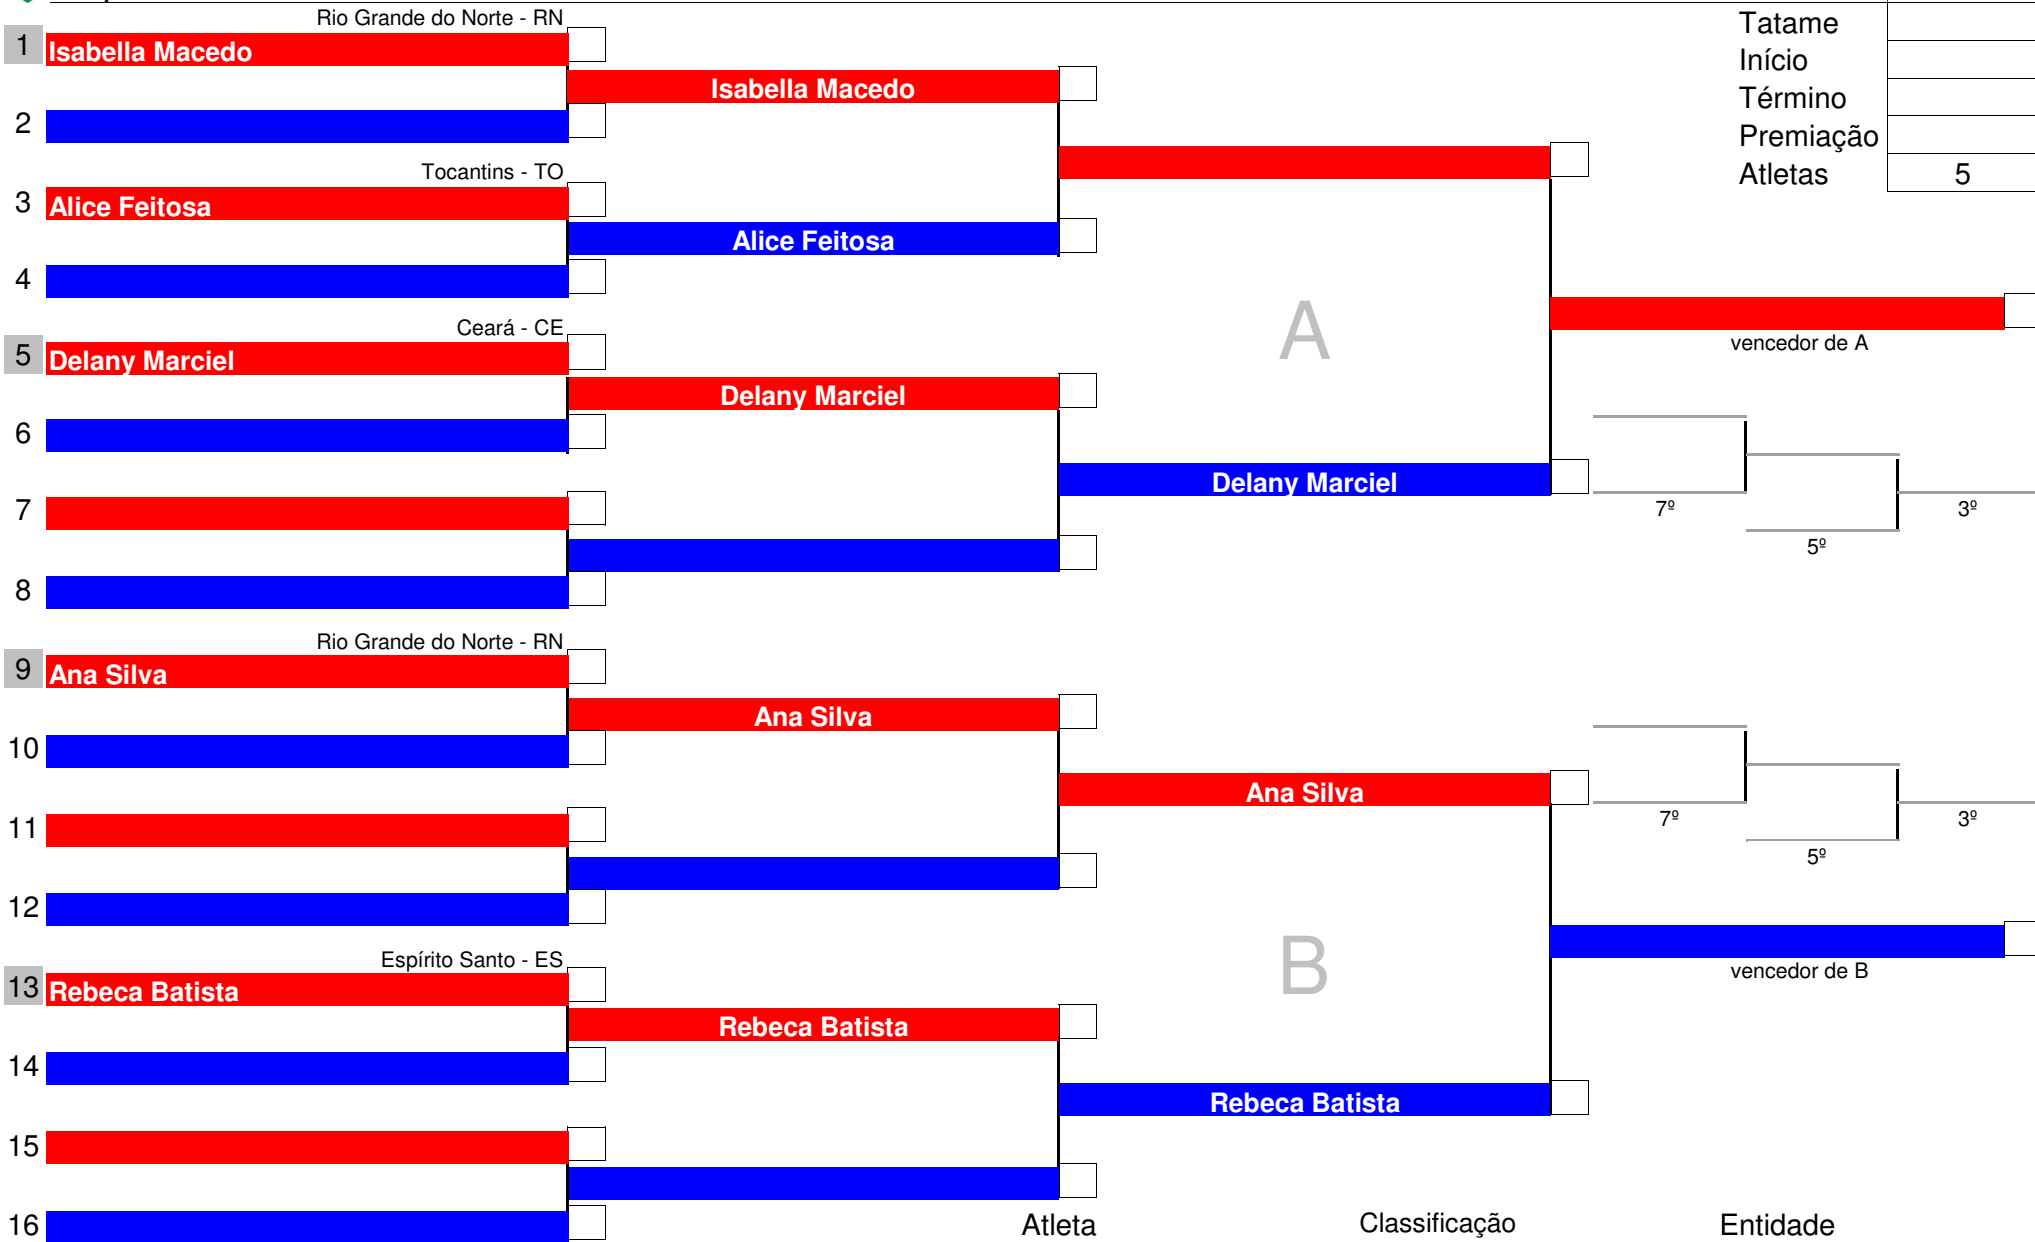 Rio Grande do Norte - RN
1 Isabella Macedo
Isabella Macedo
2
Tocantins - TO
3 Alice Feitosa
Alice Feitosa
4
Ceará - CE
5 Delany Marciel
Delany Marciel
6
Delany Marciel
7
8
A
vencedor de A
7º
5º
3º
Rio Grande do Norte - RN
9 Ana Silva
Ana Silva
10
Ana Silva
11
12
Espírito Santo - ES
13 Rebeca Batista
Rebeca Batista
14
Rebeca Batista
15
16
B
7º
5º
3º
vencedor de B
Tatame
Início
Término
Premiação
Atletas 5
Atleta Classificação Entidade